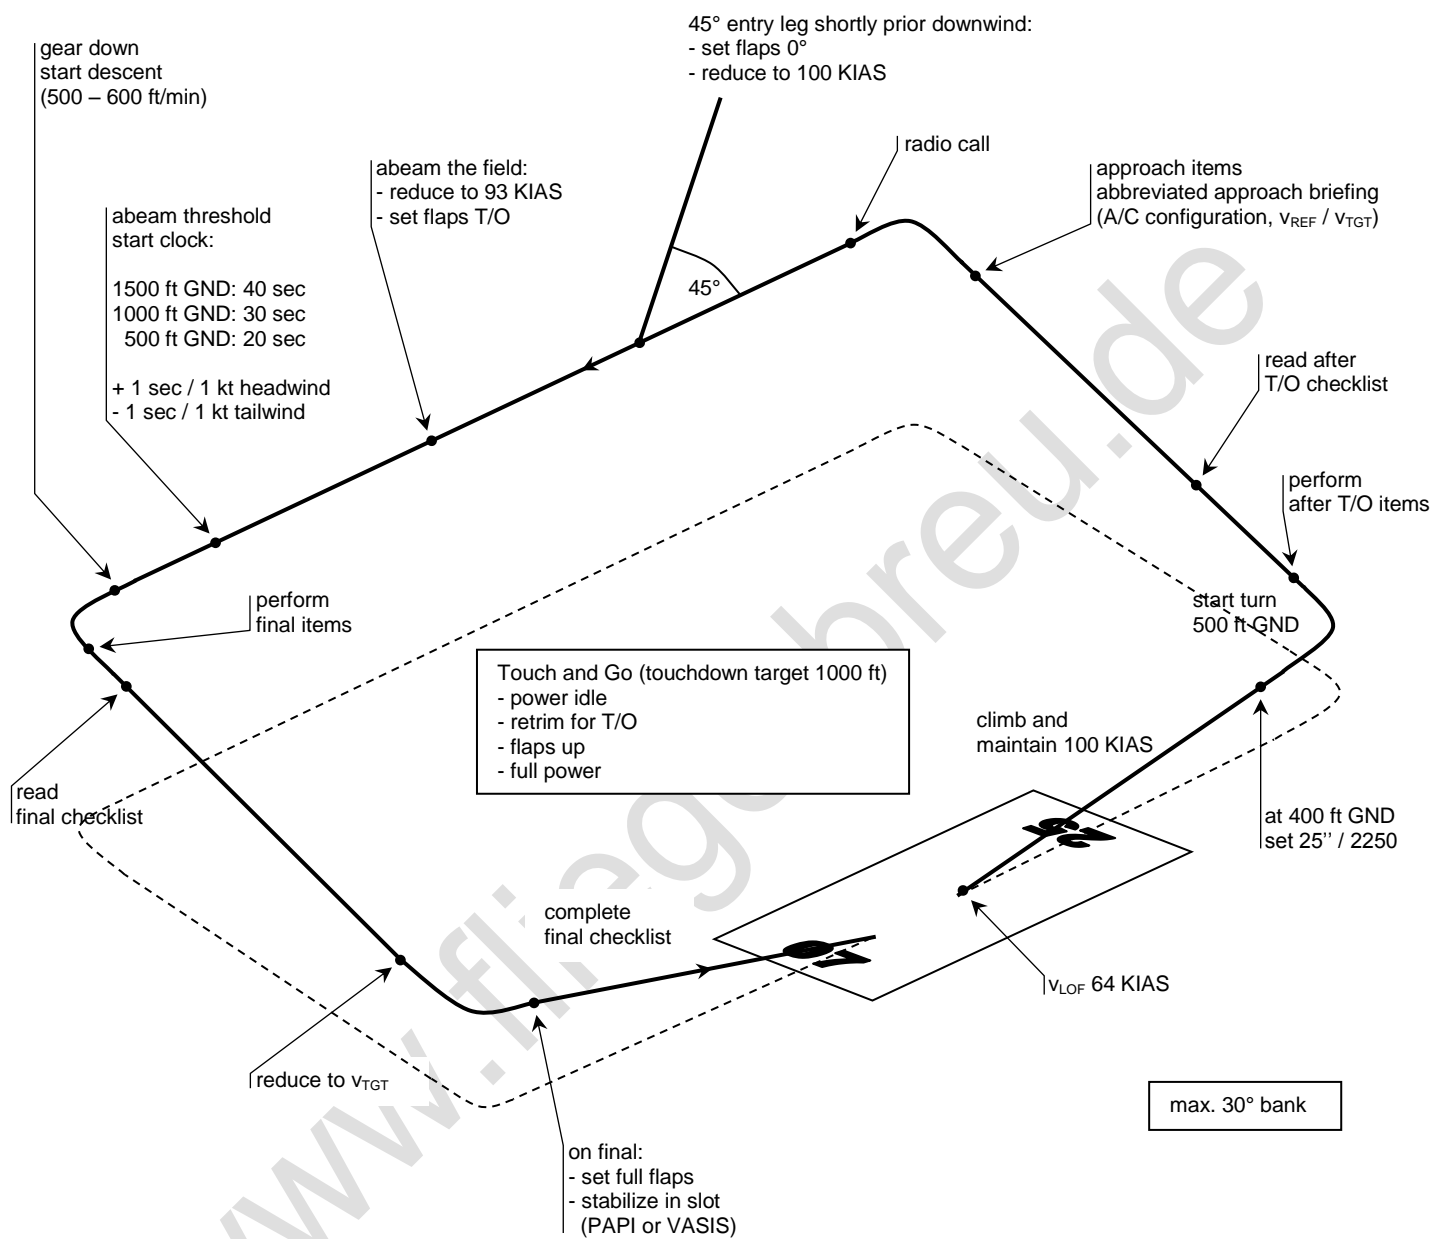 45° entry leg shortly prior downwind:
- set flaps 0°
- reduce to 100 KIAS
gear down
start descent
(500 – 600 ft/min)
radio call
abeam the field:
- reduce to 93 KIAS
- set flaps T/O
approach items
abbreviated approach briefing
(A/C configuration, vREF / vTGT)
abeam threshold
start clock:
1500 ft GND: 40 sec
1000 ft GND: 30 sec
500 ft GND: 20 sec
+ 1 sec / 1 kt headwind
- 1 sec / 1 kt tailwind
45°
read after
T/O checklist
perform
after T/O items
perform
final items
start turn
500 ft GND
Touch and Go (touchdown target 1000 ft)
- power idle
- retrim for T/O
- flaps up
- full power
climb and
maintain 100 KIAS
read
final checklist
at 400 ft GND
set 25’’ / 2250
25
complete
final checklist
07
vLOF 64 KIAS
reduce to vTGT
max. 30° bank
on final:
- set full flaps
- stabilize in slot
(PAPI or VASIS)
www.fliegenbreu.de